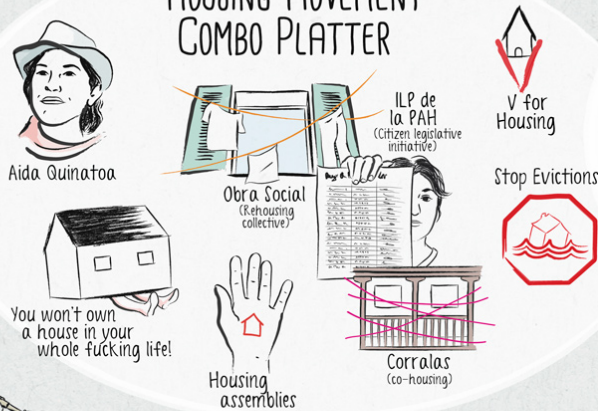 HOUSING MOVEMENT
COMBO PLATTER
Aida Quinatoa
Obra Social
(Rehousing
collective)
ILP de
la PAH
(Citizen legislative
initiative)
V for
Housing
Stop Evictions
You won't own
a house in your
whole fucking life!
Housing
assemblies
Corralas
(co-housing)